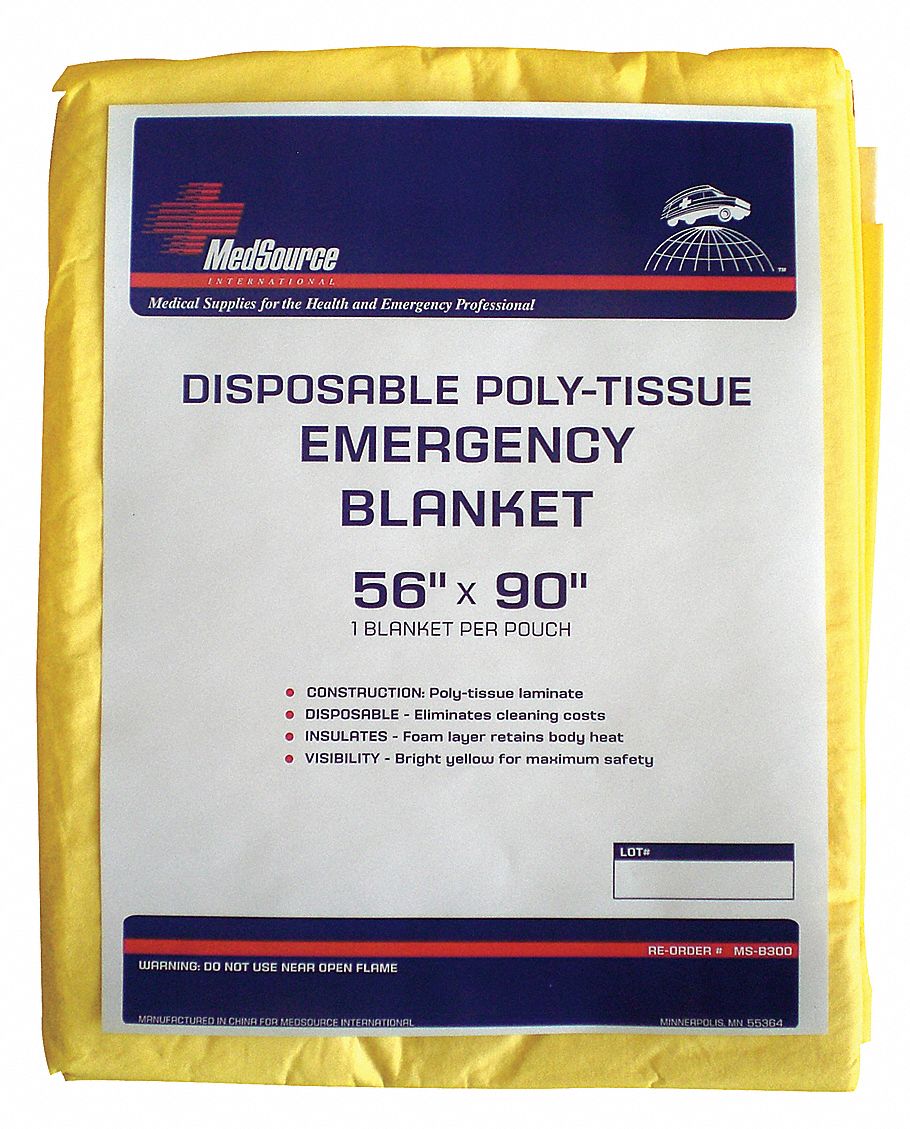 MedSource
INTERNATIONAL
TM
Medical Supplies for the Health and Emergency Professional
DISPOSABLE POLY-TISSUE
EMERGENCY
BLANKET
56" x 90"
1 BLANKET PER POUCH
CONSTRUCTION: Poly-tissue laminate
DISPOSABLE - Eliminates cleaning costs
INSULATES - Foam layer retains body heat
VISIBILITY - Bright yellow for maximum safety
LOT#
RE-ORDER # MS-B300
WARNING: DO NOT USE NEAR OPEN FLAME
MANUFACTURED IN CHINA FOR MEDSOURCE INTERNATIONAL
MINNEAPOLIS, MN 55364